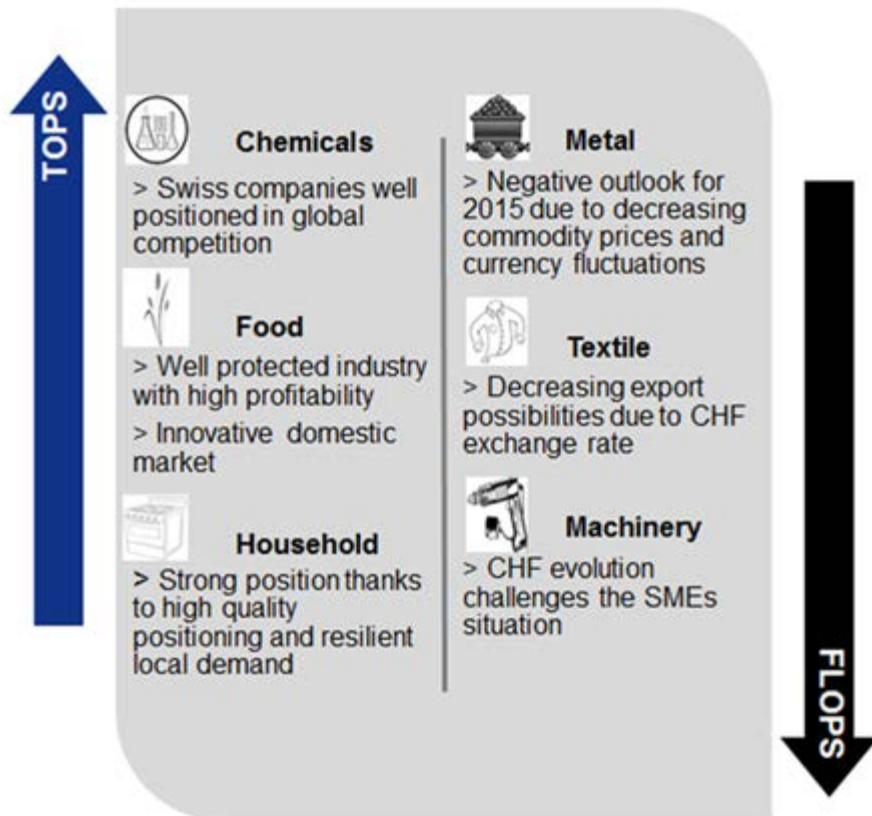 TOPS
Chemicals
> Swiss companies well
positioned in global
competition
Food
> Well protected industry
with high profitability
> Innovative domestic
market
Household
> Strong position thanks
to high quality
positioning and resilient
local demand
Metal
> Negative outlook for
2015 due to decreasing
commodity prices and
currency fluctuations
Textile
> Decreasing export
possibilities due to CHF
exchange rate
Machinery
> CHF evolution
challenges the SMEs
situation
FLOPS